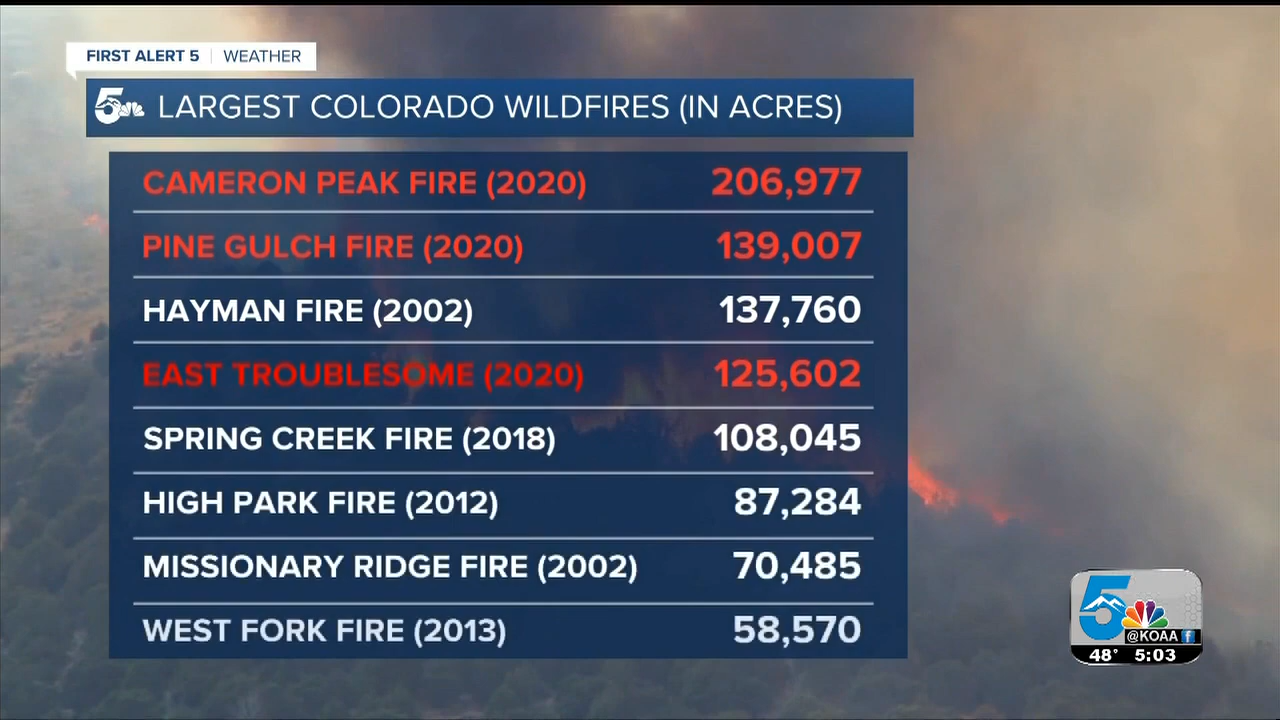 FIRST ALERT 5 | WEATHER
5 LARGEST COLORADO WILDFIRES (IN ACRES)
CAMERON PEAK FIRE (2020) 206,977
PINE GULCH FIRE (2020) 139,007
HAYMAN FIRE (2002) 137,760
EAST TROUBLESOME (2020) 125,602
SPRING CREEK FIRE (2018) 108,045
HIGH PARK FIRE (2012) 87,284
MISSIONARY RIDGE FIRE (2002) 70,485
WEST FORK FIRE (2013) 58,570
5
@KOAA f
48° 5:03